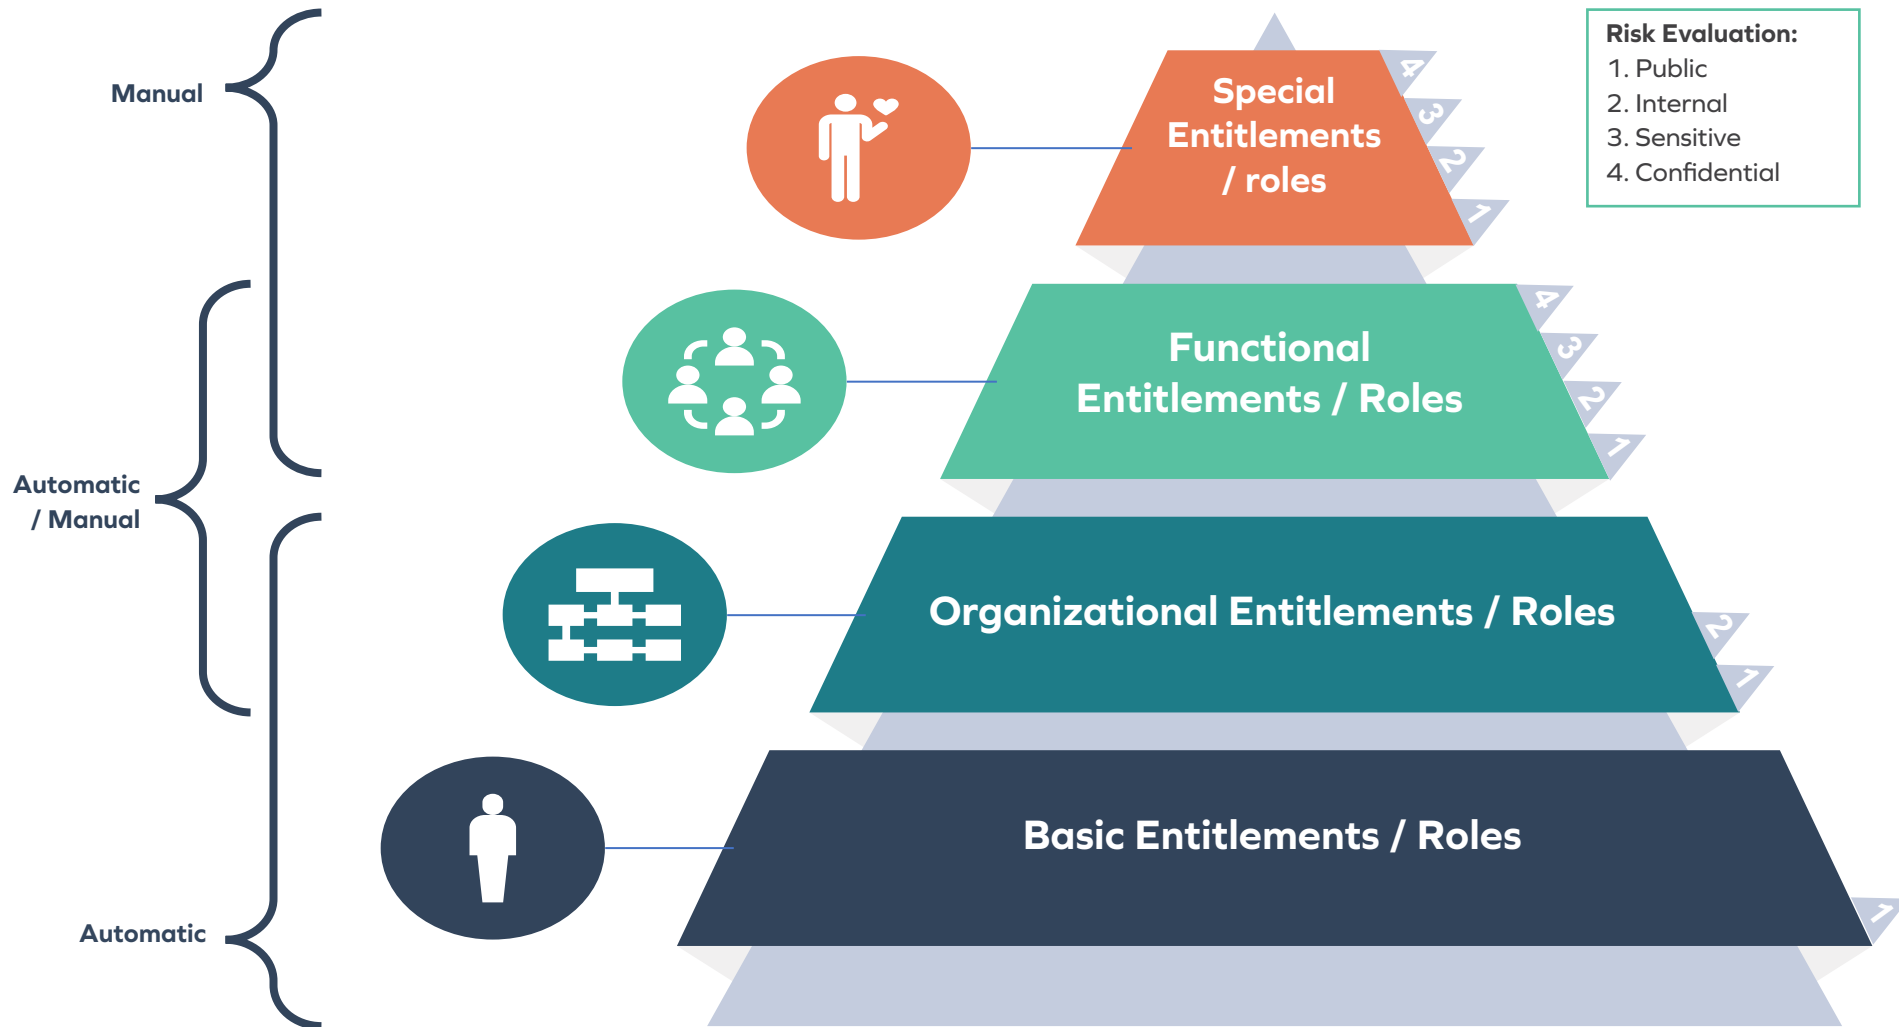 Manual
Automatic
/ Manual
Automatic
Special
Entitlements
/ roles
4
3
2
1
Functional
Entitlements / Roles
4
3
2
1
Organizational Entitlements / Roles
2
1
Basic Entitlements / Roles
1
Risk Evaluation:
1. Public
2. Internal
3. Sensitive
4. Confidential